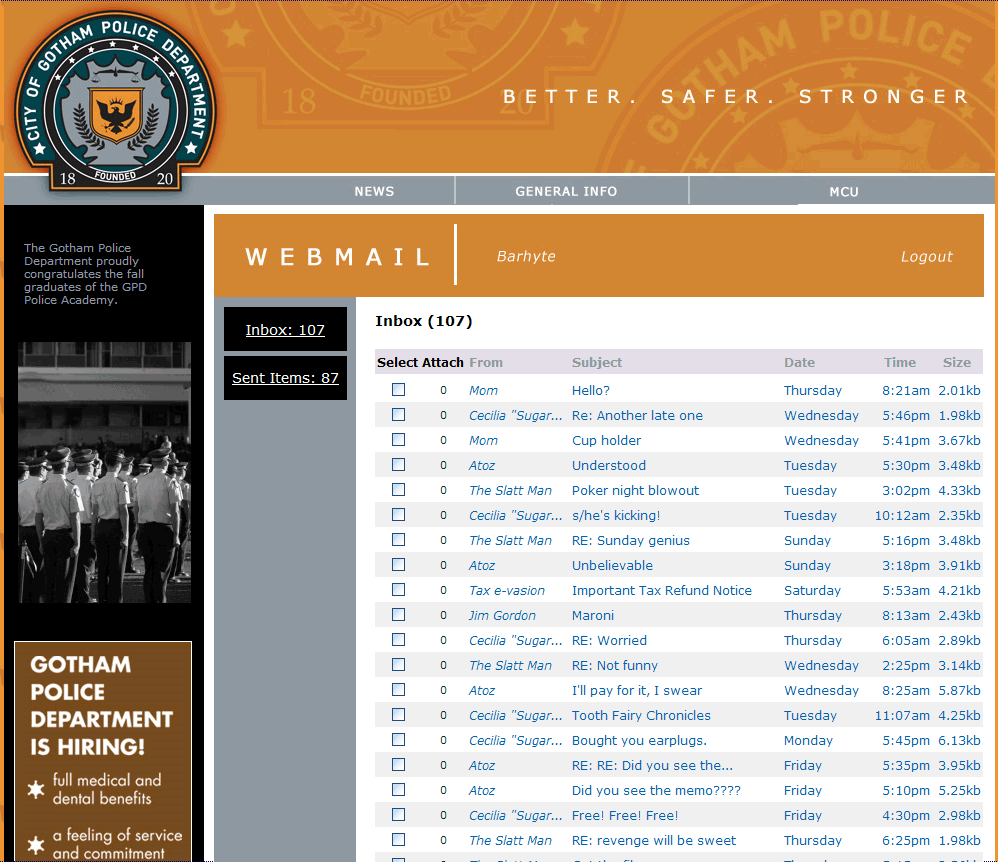 CITY OF GOTHAM POLICE DEPARTMENT
18 FOUNDED 20
18 FOUNDED 20
GOTHAM POLICE
BETTER. SAFER. STRONGER
NEWS GENERAL INFO MCU
The Gotham Police
Department proudly
congratulates the fall
graduates of the GPD
Police Academy.
GOTHAM
POLICE
DEPARTMENT
IS HIRING!
full medical and
dental benefits
a feeling of service
and commitment
WEBMAIL Barhyte Logout
Inbox: 107
Sent Items: 87
Inbox (107)
Select Attach From Subject Date Time Size
0 Mom Hello? Thursday 8:21am 2.01kb
0 Cecilia "Sugar... Re: Another late one Wednesday 5:46pm 1.98kb
0 Mom Cup holder Wednesday 5:41pm 3.67kb
0 Atoz Understood Tuesday 5:30pm 3.48kb
0 The Slatt Man Poker night blowout Tuesday 3:02pm 4.33kb
0 Cecilia "Sugar... s/he's kicking! Tuesday 10:12am 2.35kb
0 The Slatt Man RE: Sunday genius Sunday 5:16pm 3.48kb
0 Atoz Unbelievable Sunday 3:18pm 3.91kb
0 Tax e-vasion Important Tax Refund Notice Saturday 5:53am 4.21kb
0 Jim Gordon Maroni Thursday 8:13am 2.43kb
0 Cecilia "Sugar... RE: Worried Thursday 6:05am 2.89kb
0 The Slatt Man RE: Not funny Wednesday 2:25pm 3.14kb
0 Atoz I'll pay for it, I swear Wednesday 8:25am 5.87kb
0 Cecilia "Sugar... Tooth Fairy Chronicles Tuesday 11:07am 4.25kb
0 Cecilia "Sugar... Bought you earplugs. Monday 5:45pm 6.13kb
0 Atoz RE: RE: Did you see the... Friday 5:35pm 3.95kb
0 Atoz Did you see the memo???? Friday 5:10pm 5.25kb
0 Cecilia "Sugar... Free! Free! Free! Friday 4:30pm 2.98kb
0 The Slatt Man RE: revenge will be sweet Thursday 6:25pm 1.98kb